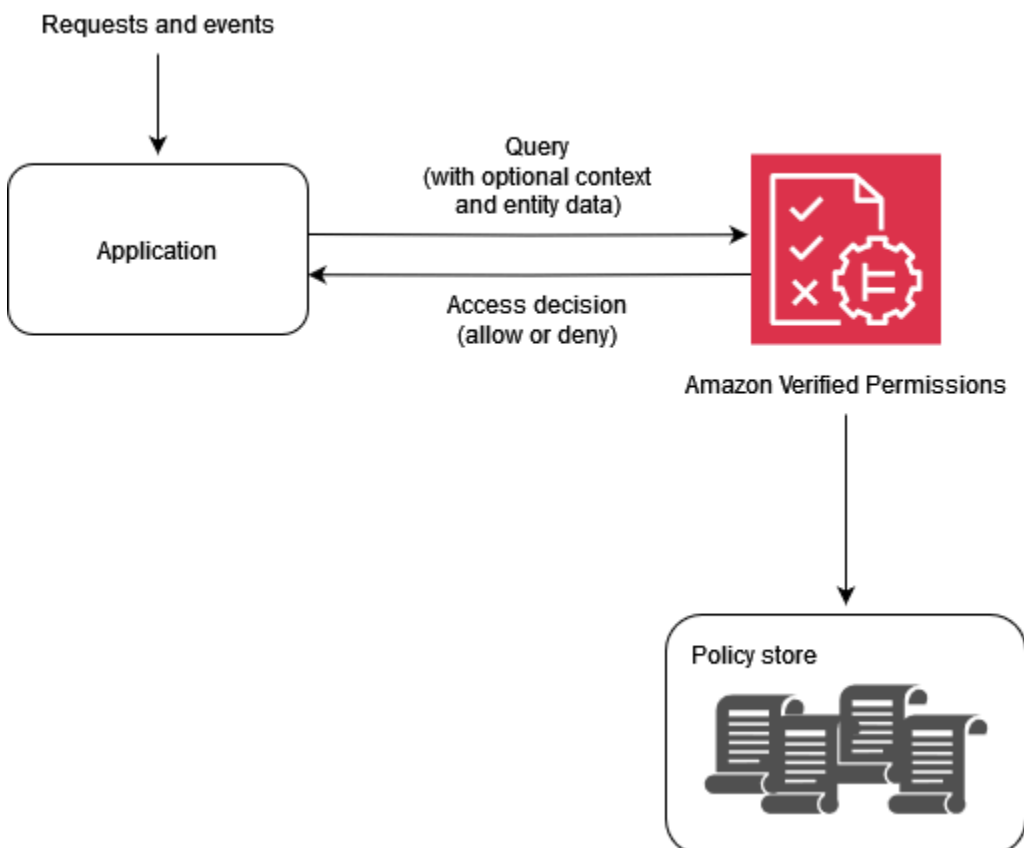 Requests and events
Query
(with optional context
and entity data)
Application
Access decision
(allow or deny)
Amazon Verified Permissions
Policy store